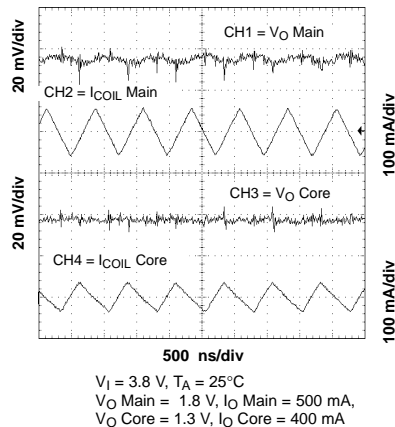 CH1 = VO Main
20 mV/div
CH2 = ICOIL Main
100 mA/div
CH3 = VO Core
20 mV/div
CH4 = ICOIL Core
100 mA/div
500 ns/div
VI = 3.8 V, TA = 25°C
VO Main = 1.8 V, IO Main = 500 mA,
VO Core = 1.3 V, IO Core = 400 mA